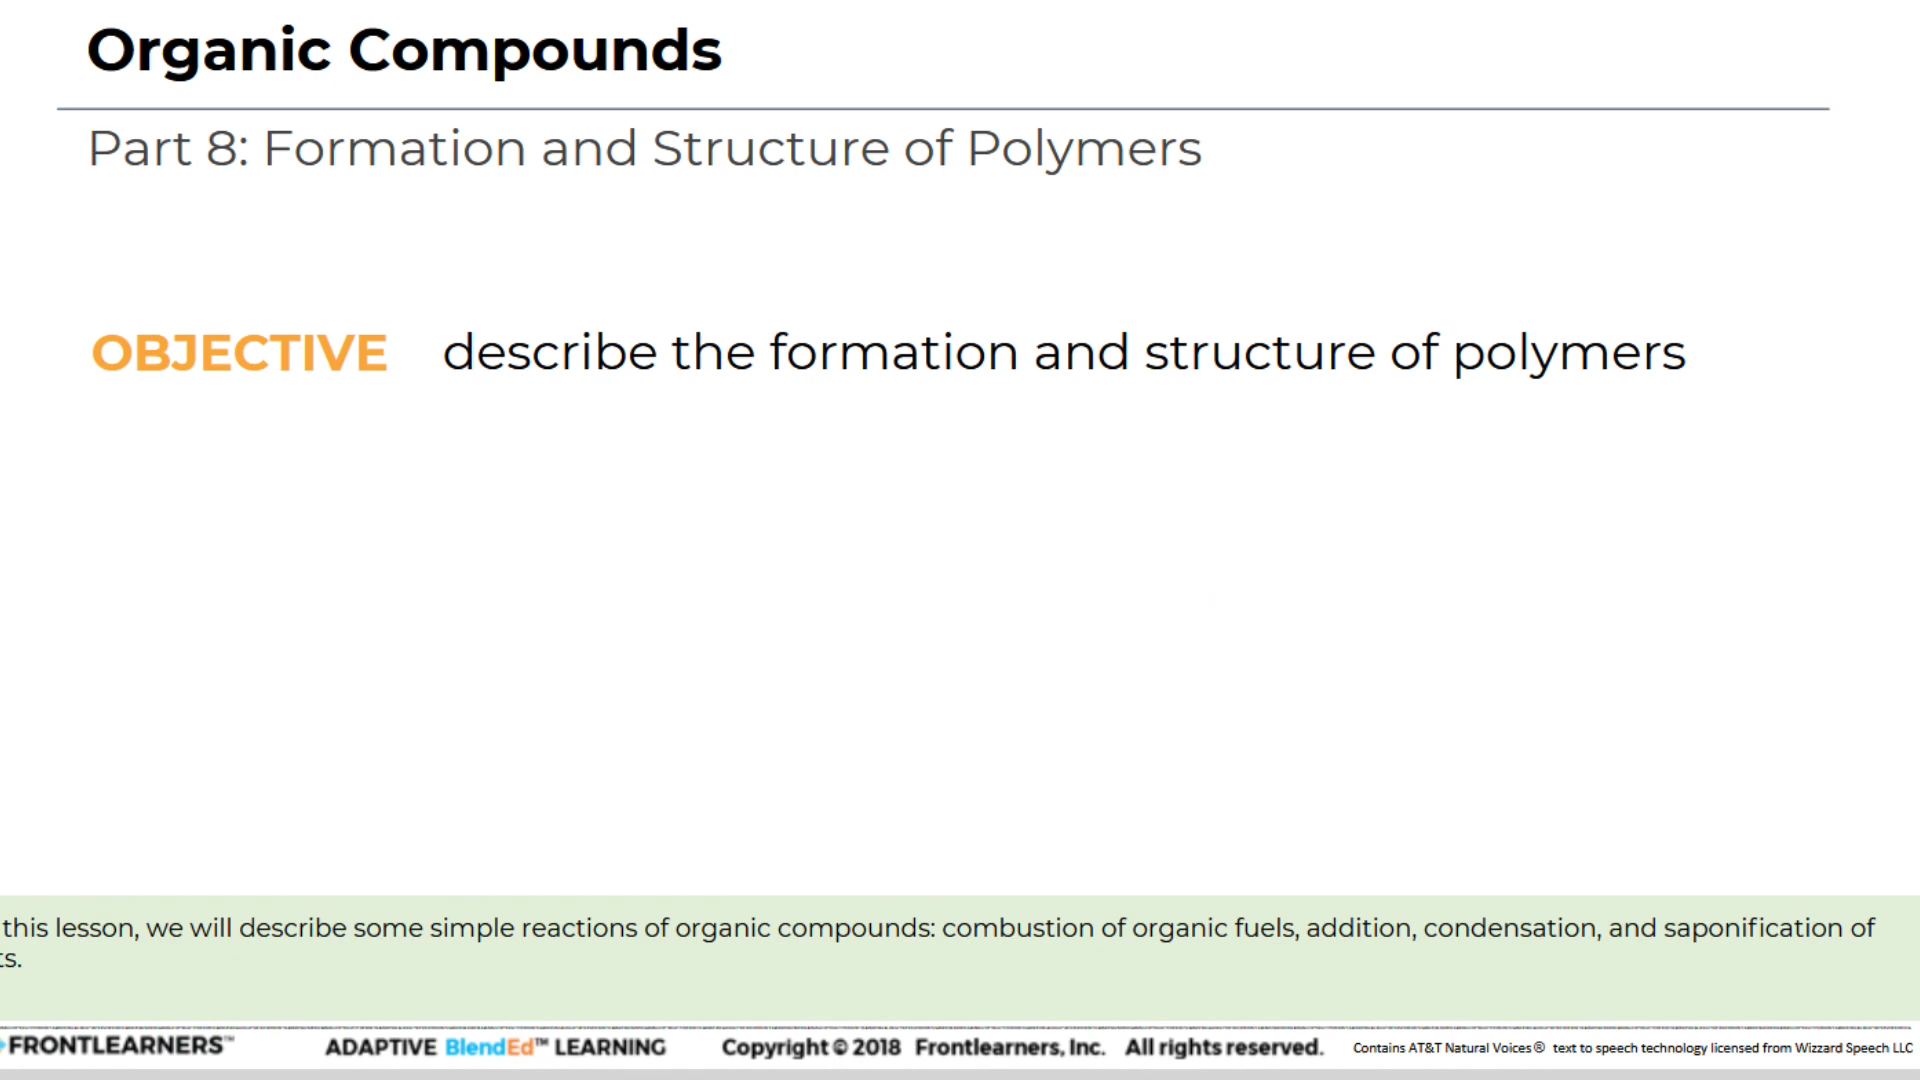 Organic Compounds
Part 8: Formation and Structure of Polymers
OBJECTIVE describe the formation and structure of polymers
this lesson, we will describe some simple reactions of organic compounds: combustion of organic fuels, addition, condensation, and saponification of
ts.
FRONTLEARNERS™ ADAPTIVE BlendEd™ LEARNING Copyright © 2018 Frontlearners, Inc. All rights reserved. Contains AT&T Natural Voices® text to speech technology licensed from Wizzard Speech LLC